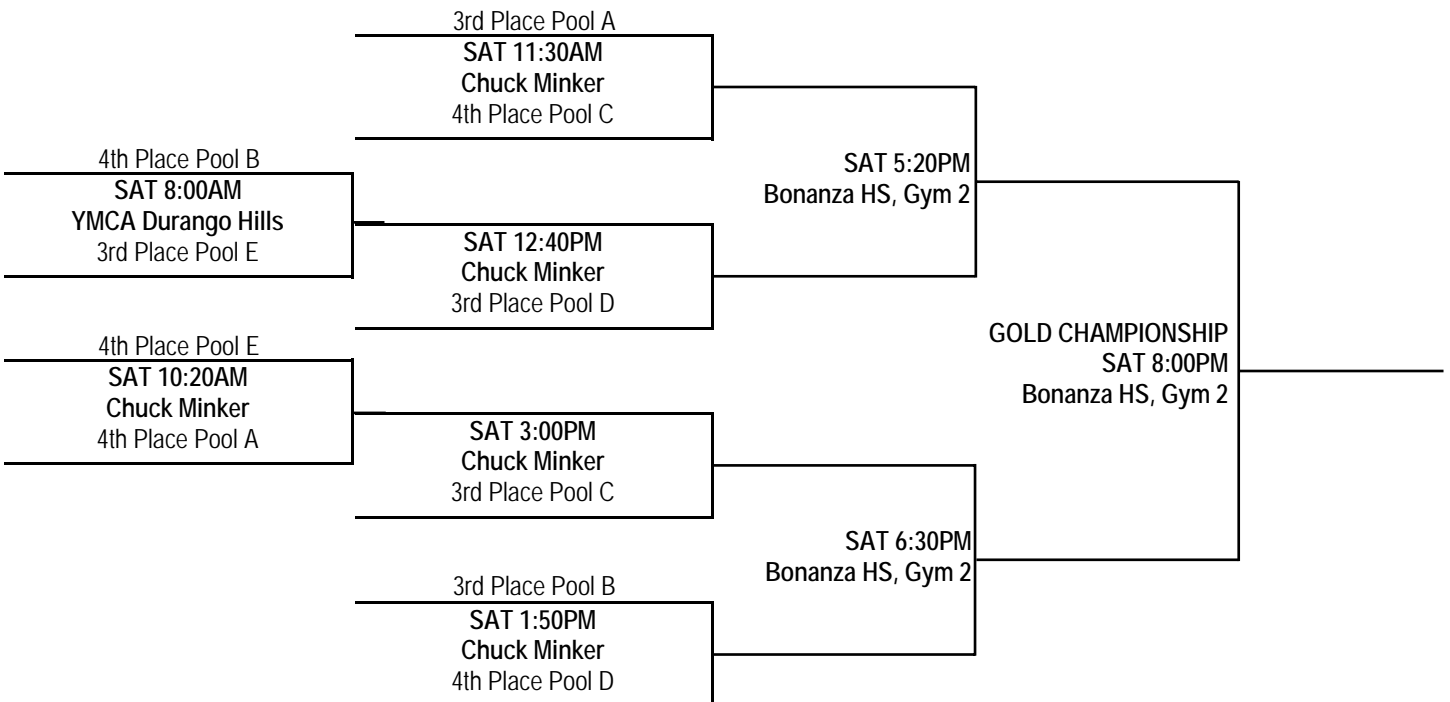 3rd Place Pool A
SAT 11:30AM
Chuck Minker
4th Place Pool C
4th Place Pool B
SAT 8:00AM
YMCA Durango Hills
3rd Place Pool E
SAT 5:20PM
Bonanza HS, Gym 2
SAT 12:40PM
Chuck Minker
3rd Place Pool D
4th Place Pool E
SAT 10:20AM
Chuck Minker
4th Place Pool A
GOLD CHAMPIONSHIP
SAT 8:00PM
Bonanza HS, Gym 2
SAT 3:00PM
Chuck Minker
3rd Place Pool C
SAT 6:30PM
Bonanza HS, Gym 2
3rd Place Pool B
SAT 1:50PM
Chuck Minker
4th Place Pool D